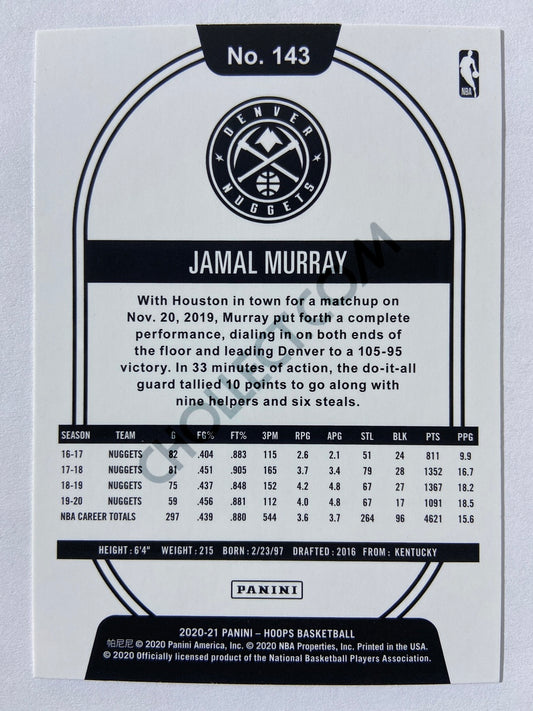 No. 143
NBA
DENVER
NUGGETS
JAMAL MURRAY
With Houston in town for a matchup on
Nov. 20, 2019, Murray put forth a complete
performance, dialing in on both ends of
the floor and leading Denver to a 105-95
victory. In 33 minutes of action, the do-it-all
guard tallied 10 points to go along with
nine helpers and six steals.
CHOLLECT.COM
SEASON TEAM G FG% FT% 3PM RPG APG STL BLK PTS PPG
16-17 NUGGETS 82 .404 .883 115 2.6 2.1 51 24 811 9.9
17-18 NUGGETS 81 .451 .905 165 3.7 3.4 79 28 1352 16.7
18-19 NUGGETS 75 .437 .848 152 4.2 4.8 67 27 1367 18.2
19-20 NUGGETS 59 .456 .881 112 4.0 4.8 67 17 1091 18.5
NBA CAREER TOTALS 297 .439 .880 544 3.6 3.7 264 96 4621 15.6
HEIGHT: 6'4" WEIGHT: 215 BORN: 2/23/97 DRAFTED: 2016 FROM: KENTUCKY
PANINI
2020-21 PANINI – HOOPS BASKETBALL
帕尼尼 © 2020 Panini America, Inc. © 2020 NBA Properties, Inc. Printed in the USA.
© 2020 Officially licensed product of the National Basketball Players Association.